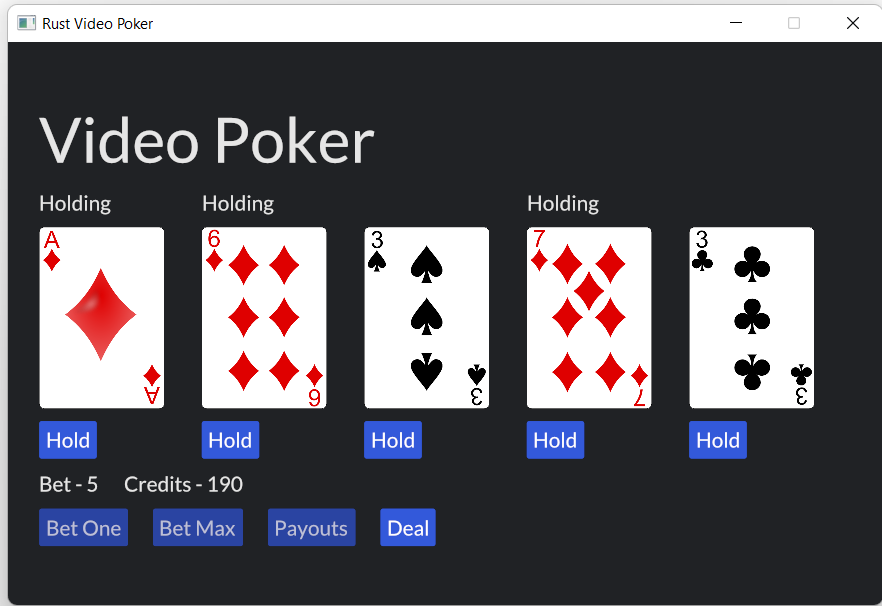 Rust Video Poker
Video Poker
Holding Holding Holding
A 6 3 7 3
A 6 3 7 3
Hold Hold Hold Hold Hold
Bet - 5 Credits - 190
Bet One Bet Max Payouts Deal